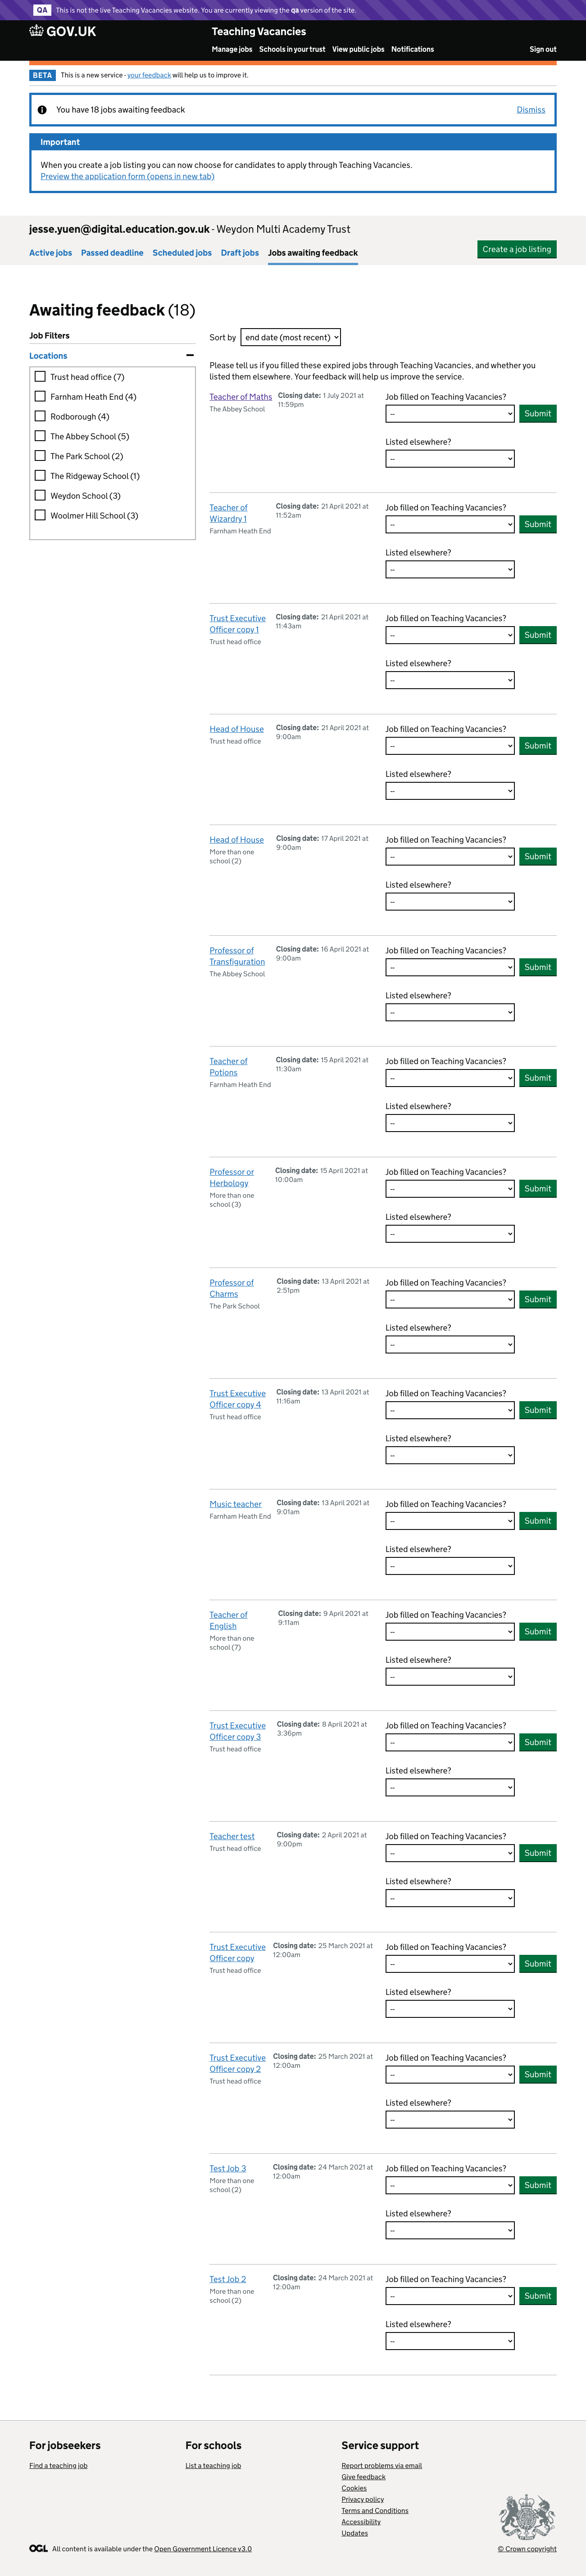 QA This is not the live Teaching Vacancies website. You are currently viewing the qa version of the site.
GOV.UK
Teaching Vacancies
Manage jobs Schools in your trust View public jobs Notifications Sign out
BETA This is a new service - your feedback will help us to improve it.
You have 18 jobs awaiting feedback Dismiss
Important
When you create a job listing you can now choose for candidates to apply through Teaching Vacancies.
Preview the application form (opens in new tab)
jesse.yuen@digital.education.gov.uk - Weydon Multi Academy Trust
Active jobs Passed deadline Scheduled jobs Draft jobs Jobs awaiting feedback
Create a job listing
Awaiting feedback (18)
Job Filters
Locations
Trust head office (7)
Farnham Heath End (4)
Rodborough (4)
The Abbey School (5)
The Park School (2)
The Ridgeway School (1)
Weydon School (3)
Woolmer Hill School (3)
Sort by end date (most recent)
Please tell us if you filled these expired jobs through Teaching Vacancies, and whether you
listed them elsewhere. Your feedback will help us improve the service.
Teacher of Maths
The Abbey School
Closing date: 1 July 2021 at
11:59pm
Job filled on Teaching Vacancies?
-- Submit
Listed elsewhere?
--
Teacher of
Wizardry 1
Farnham Heath End
Closing date: 21 April 2021 at
11:52am
Job filled on Teaching Vacancies?
-- Submit
Listed elsewhere?
--
Trust Executive
Officer copy 1
Trust head office
Closing date: 21 April 2021 at
11:43am
Job filled on Teaching Vacancies?
-- Submit
Listed elsewhere?
--
Head of House
Trust head office
Closing date: 21 April 2021 at
9:00am
Job filled on Teaching Vacancies?
-- Submit
Listed elsewhere?
--
Head of House
More than one
school (2)
Closing date: 17 April 2021 at
9:00am
Job filled on Teaching Vacancies?
-- Submit
Listed elsewhere?
--
Professor of
Transfiguration
The Abbey School
Closing date: 16 April 2021 at
9:00am
Job filled on Teaching Vacancies?
-- Submit
Listed elsewhere?
--
Teacher of
Potions
Farnham Heath End
Closing date: 15 April 2021 at
11:30am
Job filled on Teaching Vacancies?
-- Submit
Listed elsewhere?
--
Professor or
Herbology
More than one
school (3)
Closing date: 15 April 2021 at
10:00am
Job filled on Teaching Vacancies?
-- Submit
Listed elsewhere?
--
Professor of
Charms
The Park School
Closing date: 13 April 2021 at
2:51pm
Job filled on Teaching Vacancies?
-- Submit
Listed elsewhere?
--
Trust Executive
Officer copy 4
Trust head office
Closing date: 13 April 2021 at
11:16am
Job filled on Teaching Vacancies?
-- Submit
Listed elsewhere?
--
Music teacher
Farnham Heath End
Closing date: 13 April 2021 at
9:01am
Job filled on Teaching Vacancies?
-- Submit
Listed elsewhere?
--
Teacher of
English
More than one
school (7)
Closing date: 9 April 2021 at
9:11am
Job filled on Teaching Vacancies?
-- Submit
Listed elsewhere?
--
Trust Executive
Officer copy 3
Trust head office
Closing date: 8 April 2021 at
3:36pm
Job filled on Teaching Vacancies?
-- Submit
Listed elsewhere?
--
Teacher test
Trust head office
Closing date: 2 April 2021 at
9:00pm
Job filled on Teaching Vacancies?
-- Submit
Listed elsewhere?
--
Trust Executive
Officer copy
Trust head office
Closing date: 25 March 2021 at
12:00am
Job filled on Teaching Vacancies?
-- Submit
Listed elsewhere?
--
Trust Executive
Officer copy 2
Trust head office
Closing date: 25 March 2021 at
12:00am
Job filled on Teaching Vacancies?
-- Submit
Listed elsewhere?
--
Test Job 3
More than one
school (2)
Closing date: 24 March 2021 at
12:00am
Job filled on Teaching Vacancies?
-- Submit
Listed elsewhere?
--
Test Job 2
More than one
school (2)
Closing date: 24 March 2021 at
12:00am
Job filled on Teaching Vacancies?
-- Submit
Listed elsewhere?
--
For jobseekers
Find a teaching job
For schools
List a teaching job
Service support
Report problems via email
Give feedback
Cookies
Privacy policy
Terms and Conditions
Accessibility
Updates
OGL All content is available under the Open Government Licence v3.0
© Crown copyright